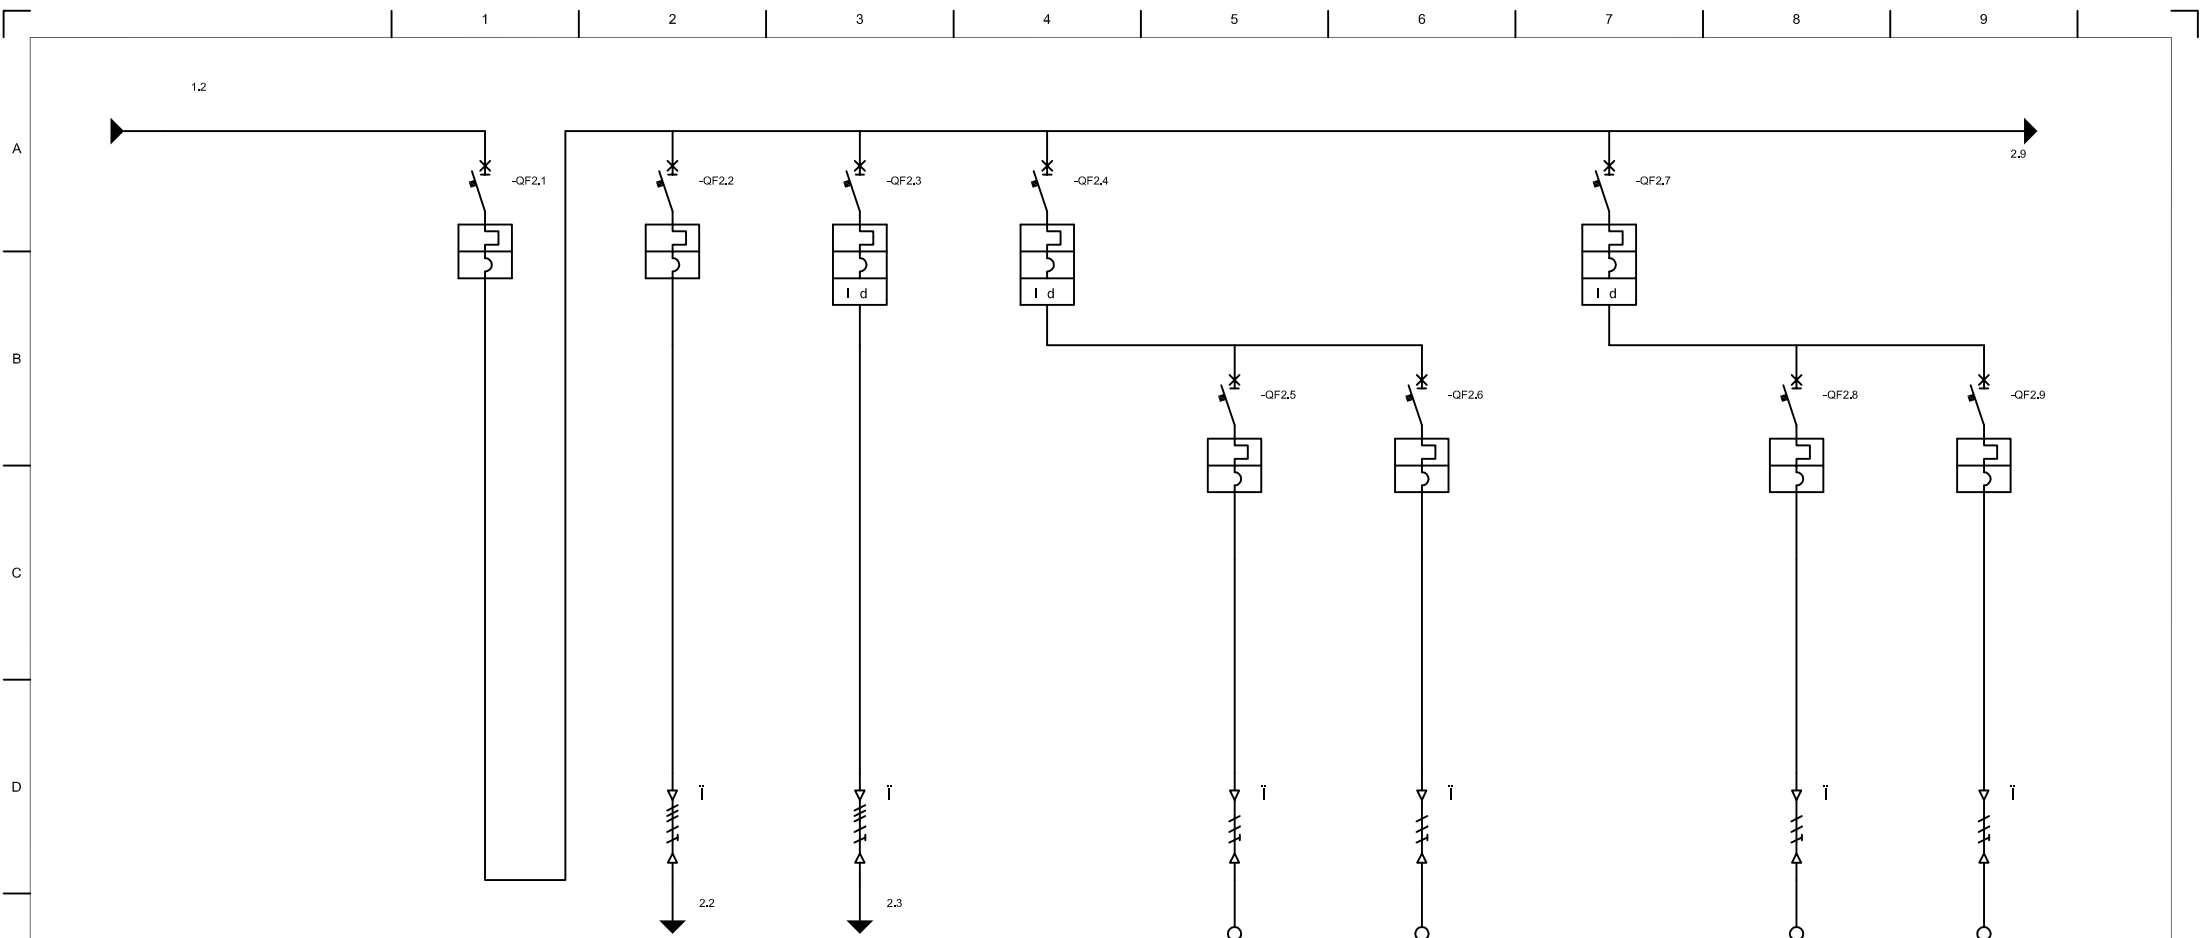 1 2 3 4 5 6 7 8 9
1.2
A
2.9
-QF2.1 -QF2.2 -QF2.3 -QF2.4 -QF2.7
I d I d I d
B
-QF2.5 -QF2.6 -QF2.8 -QF2.9
C
D
Ï Ï Ï Ï Ï Ï
2.2 2.3